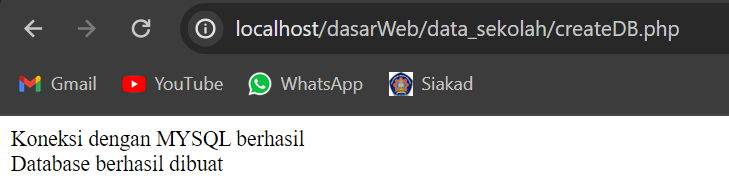 localhost/dasarWeb/data_sekolah/createDB.php
Gmail YouTube WhatsApp Siakad
Koneksi dengan MYSQL berhasil
Database berhasil dibuat